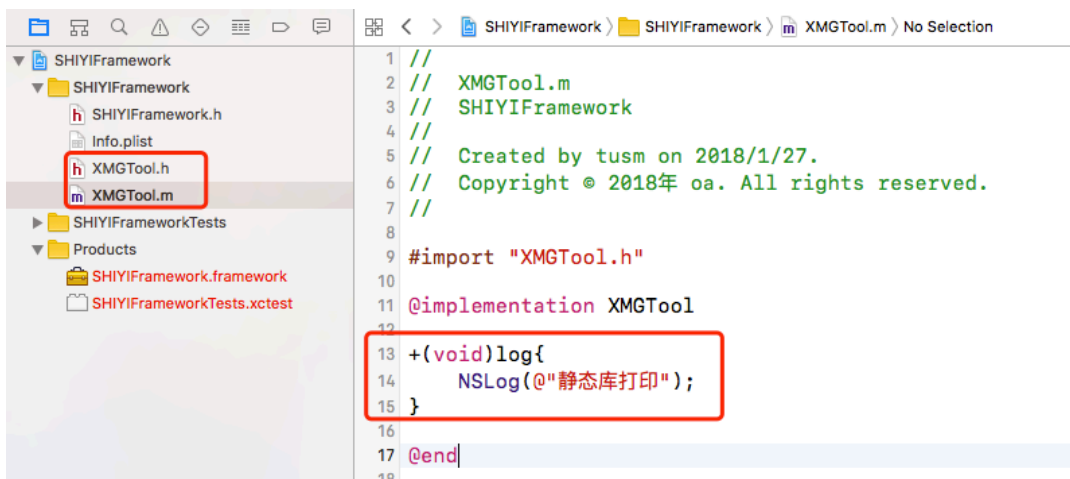 SHIYIFramework 〉 SHIYIFramework 〉 m XMGTool.m 〉 No Selection
SHIYIFramework
SHIYIFramework
h SHIYIFramework.h
Info.plist
h XMGTool.h
m XMGTool.m
SHIYIFrameworkTests
Products
SHIYIFramework.framework
SHIYIFrameworkTests.xctest
1 //
2 //  XMGTool.m
3 //  SHIYIFramework
4 //
5 //  Created by tusm on 2018/1/27.
6 //  Copyright © 2018年 oa. All rights reserved.
7 //
8
9 #import "XMGTool.h"
10
11 @implementation XMGTool
12
13 +(void)log{
14     NSLog(@"静态库打印");
15 }
16
17 @end
18